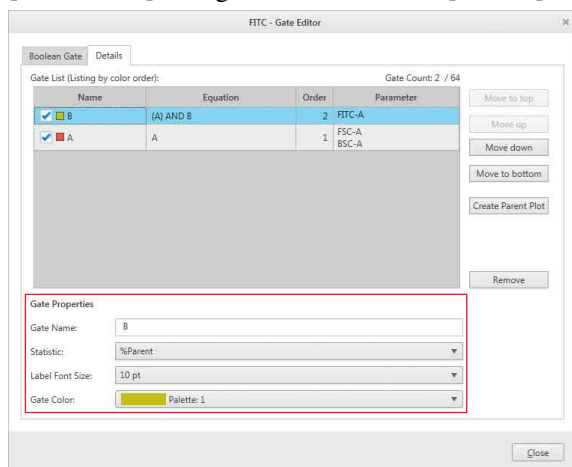 FITC - Gate Editor
Boolean Gate Details
Gate List (Listing by color order): Gate Count: 2 / 64
Name Equation Order Parameter
B (A) AND B 2 FITC-A
A A 1 FSC-A
BSC-A
Move to top
Move up
Move down
Move to bottom
Create Parent Plot
Remove
Gate Properties
Gate Name: B
Statistic: %Parent
Label Font Size: 10 pt
Gate Color: Palette: 1
Close